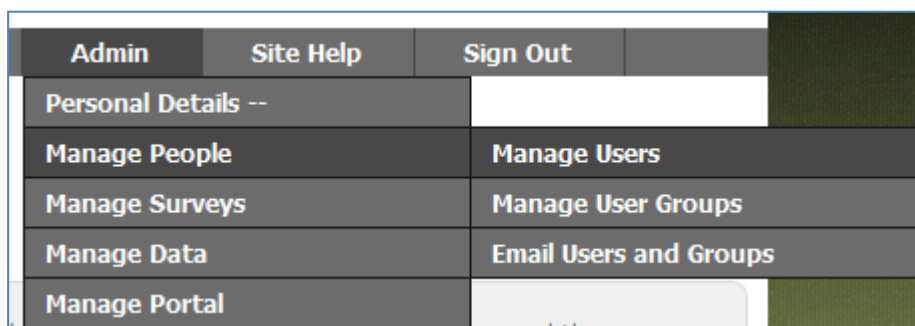 Admin Site Help Sign Out
Personal Details --
Manage People Manage Users
Manage Surveys Manage User Groups
Manage Data Email Users and Groups
Manage Portal